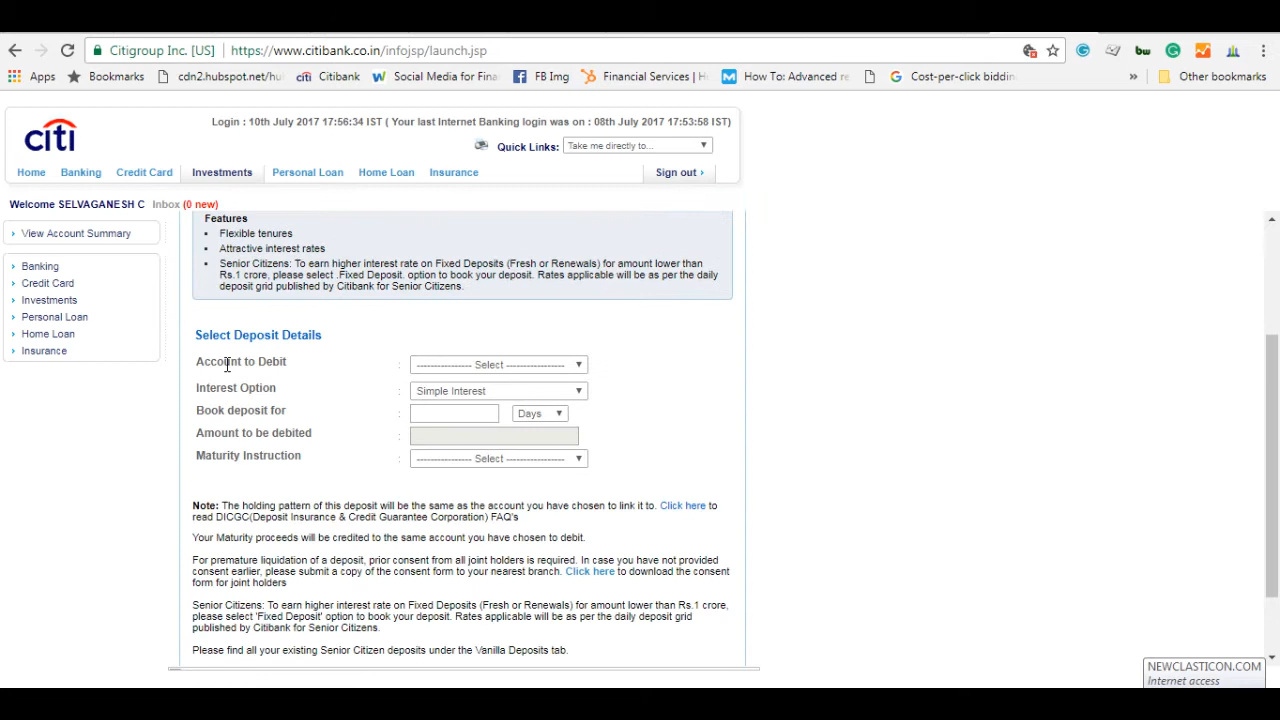 Citigroup Inc. [US] https://www.citibank.co.in/infojsp/launch.jsp
Apps Bookmarks cdn2.hubspot.net/hu Citibank Social Media for Fina FB Img Financial Services | H How To: Advanced re Cost-per-click biddin » Other bookmarks
citi
Login : 10th July 2017 17:56:34 IST ( Your last Internet Banking login was on : 08th July 2017 17:53:58 IST)
Quick Links: Take me directly to...
Home Banking Credit Card Investments Personal Loan Home Loan Insurance Sign out ›
Welcome SELVAGANESH C Inbox (0 new)
View Account Summary
Banking
Credit Card
Investments
Personal Loan
Home Loan
Insurance
Features
Flexible tenures
Attractive interest rates
Senior Citizens: To earn higher interest rate on Fixed Deposits (Fresh or Renewals) for amount lower than
Rs.1 crore, please select .Fixed Deposit. option to book your deposit. Rates applicable will be as per the daily
deposit grid published by Citibank for Senior Citizens.
Select Deposit Details
Account to Debit : ---------------- Select -----------------
Interest Option : Simple Interest
Book deposit for : Days
Amount to be debited :
Maturity Instruction : ---------------- Select -----------------
Note: The holding pattern of this deposit will be the same as the account you have chosen to link it to. Click here to
read DICGC(Deposit Insurance & Credit Guarantee Corporation) FAQ's
Your Maturity proceeds will be credited to the same account you have chosen to debit.
For premature liquidation of a deposit, prior consent from all joint holders is required. In case you have not provided
consent earlier, please submit a copy of the consent form to your nearest branch. Click here to download the consent
form for joint holders
Senior Citizens: To earn higher interest rate on Fixed Deposits (Fresh or Renewals) for amount lower than Rs.1 crore,
please select 'Fixed Deposit' option to book your deposit. Rates applicable will be as per the daily deposit grid
published by Citibank for Senior Citizens.
Please find all your existing Senior Citizen deposits under the Vanilla Deposits tab.
NEWCLASTICON.COM
Internet access